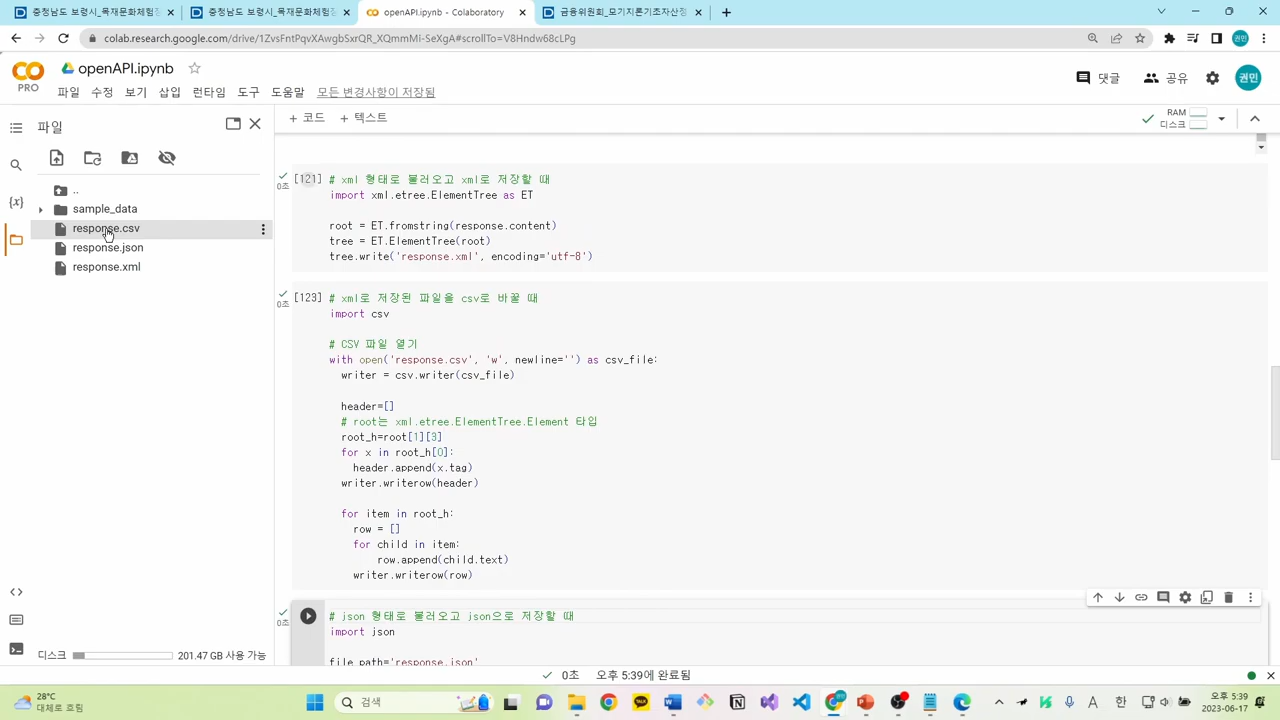 충청남도 보령시_목재문화체험장
충청남도 보령시_목재문화체험장
openAPI.ipynb - Colaboratory
금융위원회_모기지론기초자산정
colab.research.google.com/drive/1ZvsFntPqvXAwgbSxrQR_XQmmMI-SeXgA#scrollTo=V8Hndw68cLPg
권민
PRO
openAPI.ipynb
파일 수정 보기 삽입 런타임 도구 도움말 모든 변경사항이 저장됨
댓글
공유
권민
파일
+ 코드 + 텍스트
RAM
디스크
{x}
..
sample_data
response.csv
response.json
response.xml
디스크 201.47 GB 사용 가능
[121]
0초
# xml 형태로 불러오고 xml로 저장할 때
import xml.etree.ElementTree as ET
root = ET.fromstring(response.content)
tree = ET.ElementTree(root)
tree.write('response.xml', encoding='utf-8')
[123]
0초
# xml로 저장된 파일을 csv로 바꿀 때
import csv
# CSV 파일 열기
with open('response.csv', 'w', newline='') as csv_file:
writer = csv.writer(csv_file)
header=[]
# root는 xml.etree.ElementTree.Element 타입
root_h=root[1][3]
for x in root_h[0]:
header.append(x.tag)
writer.writerow(header)
for item in root_h:
row = []
for child in item:
row.append(child.text)
writer.writerow(row)
0초
# json 형태로 불러오고 json으로 저장할 때
import json
file_path='response.json'
0초 오후 5:39에 완료됨
28°C
대체로 흐림
검색
A 한
오후 5:39
2023-06-17